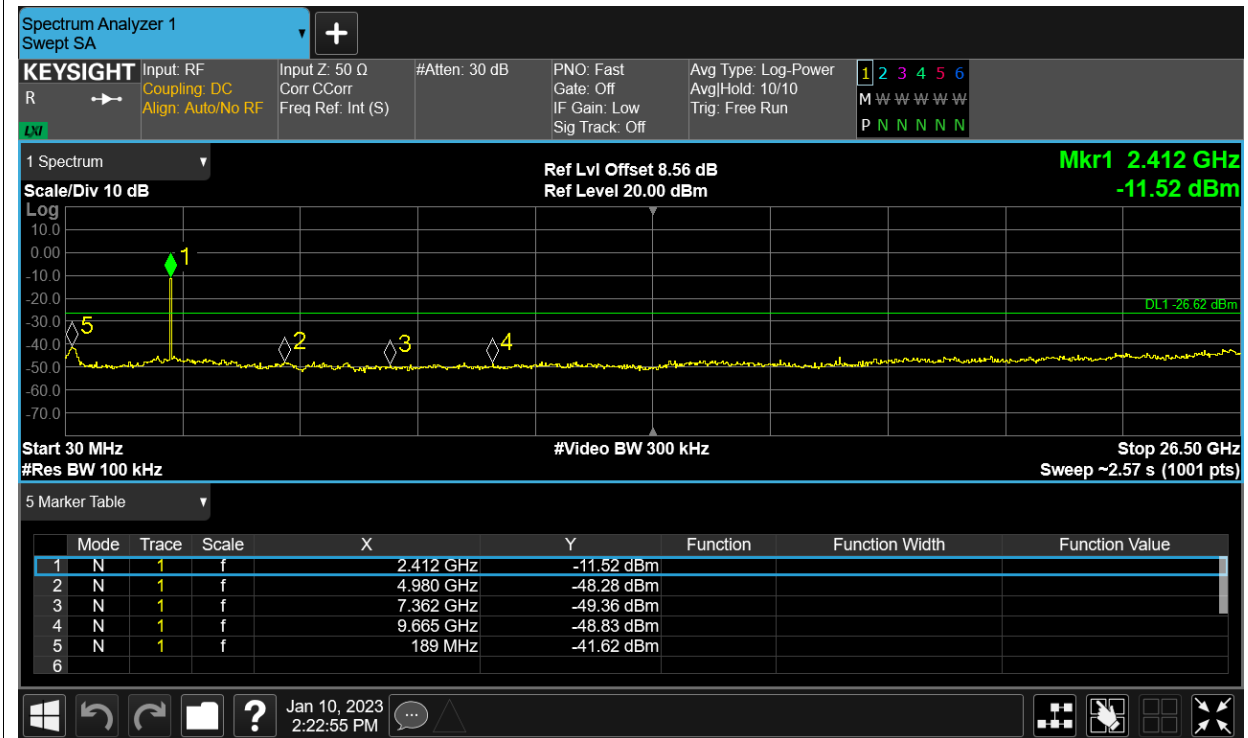 Spectrum Analyzer 1
Swept SA
+
KEYSIGHT Input: RF Input Z: 50 Ω #Atten: 30 dB PNO: Fast Avg Type: Log-Power 1 2 3 4 5 6
R Coupling: DC Corr CCorr Gate: Off Avg|Hold: 10/10 M W W W W W
Align: Auto/No RF Freq Ref: Int (S) IF Gain: Low Trig: Free Run
LXI Sig Track: Off P N N N N N
1 Spectrum Ref Lvl Offset 8.56 dB Mkr1 2.412 GHz
Scale/Div 10 dB Ref Level 20.00 dBm -11.52 dBm
Log
10.0
0.00 1
-10.0
-20.0 DL1 -26.62 dBm
-30.0 5
-40.0 2 3 4
-50.0
-60.0
-70.0
Start 30 MHz #Video BW 300 kHz Stop 26.50 GHz
#Res BW 100 kHz Sweep ~2.57 s (1001 pts)
5 Marker Table
Mode Trace Scale X Y Function Function Width Function Value
1 N 1 f 2.412 GHz -11.52 dBm
2 N 1 f 4.980 GHz -48.28 dBm
3 N 1 f 7.362 GHz -49.36 dBm
4 N 1 f 9.665 GHz -48.83 dBm
5 N 1 f 189 MHz -41.62 dBm
6
? Jan 10, 2023
2:22:55 PM